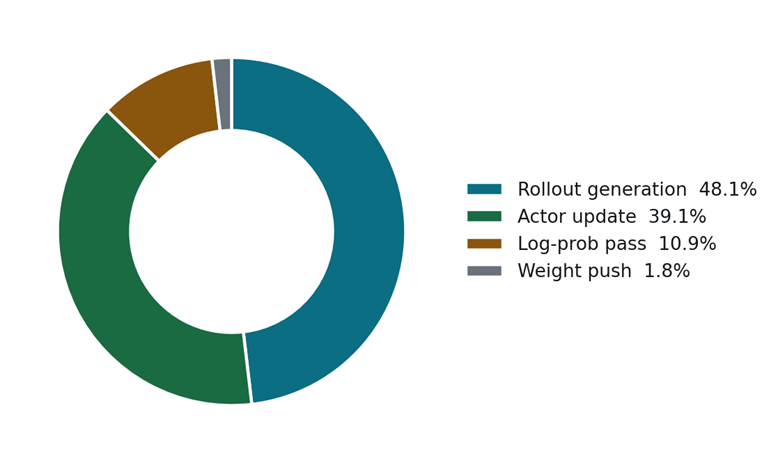 Rollout generation  48.1%
Actor update  39.1%
Log-prob pass  10.9%
Weight push  1.8%